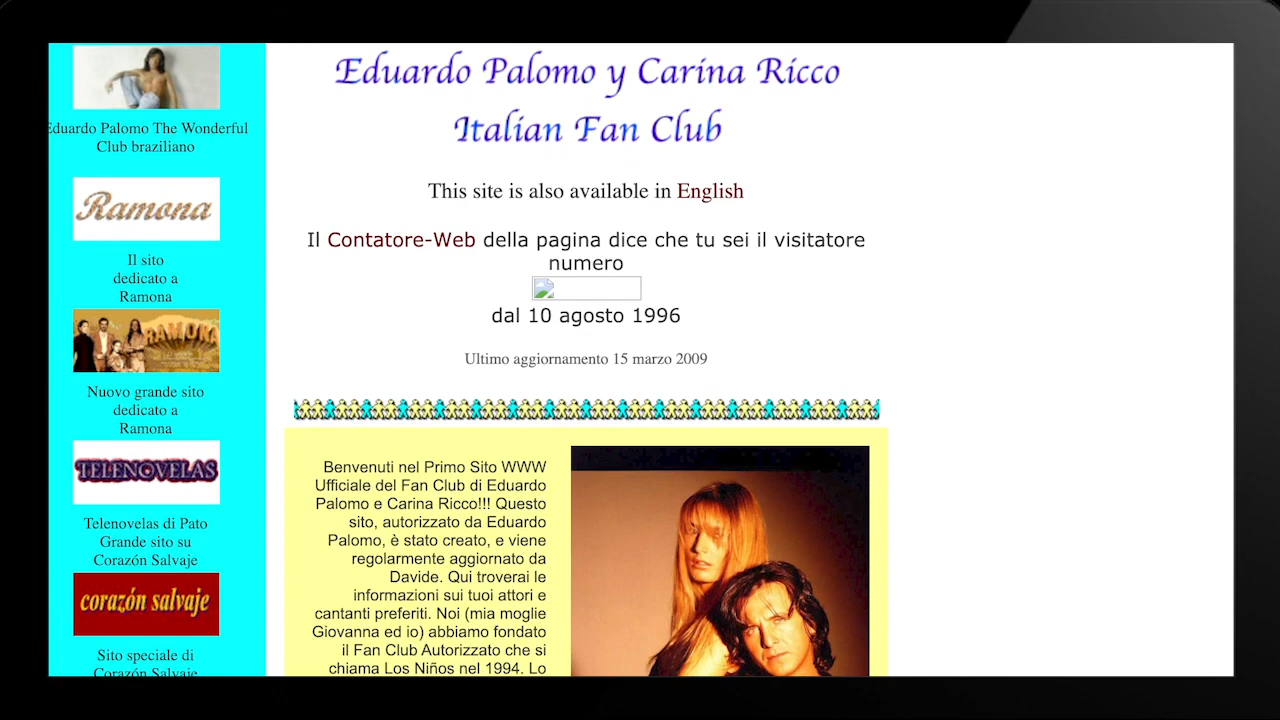 Eduardo Palomo The Wonderful
Club braziliano
Ramona
Il sito
dedicato a
Ramona
RAMONA
Nuovo grande sito
dedicato a
Ramona
TELENOVELAS
Telenovelas di Pato
Grande sito su
Corazón Salvaje
corazón salvaje
Sito speciale di
Corazón Salvaje
Eduardo Palomo y Carina Ricco
Italian Fan Club
This site is also available in English
Il Contatore-Web della pagina dice che tu sei il visitatore
numero
dal 10 agosto 1996
Ultimo aggiornamento 15 marzo 2009
Benvenuti nel Primo Sito WWW
Ufficiale del Fan Club di Eduardo
Palomo e Carina Ricco!!! Questo
sito, autorizzato da Eduardo
Palomo, è stato creato, e viene
regolarmente aggiornato da
Davide. Qui troverai le
informazioni sui tuoi attori e
cantanti preferiti. Noi (mia moglie
Giovanna ed io) abbiamo fondato
il Fan Club Autorizzato che si
chiama Los Niños nel 1994. Lo